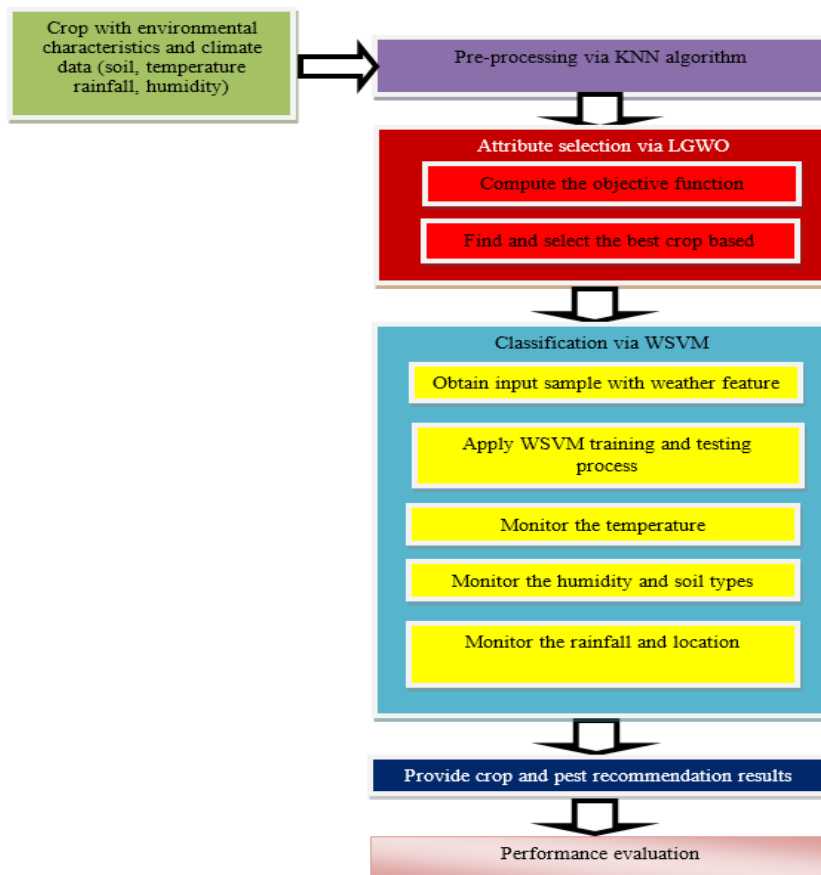 Crop with environmental
characteristics and climate
data (soil, temperature
rainfall, humidity)
Pre-processing via KNN algorithm
Attribute selection via LGWO
Compute the objective function
Find and select the best crop based
Classification via WSVM
Obtain input sample with weather feature
Apply WSVM training and testing
process
Monitor the temperature
Monitor the humidity and soil types
Monitor the rainfall and location
Provide crop and pest recommendation results
Performance evaluation